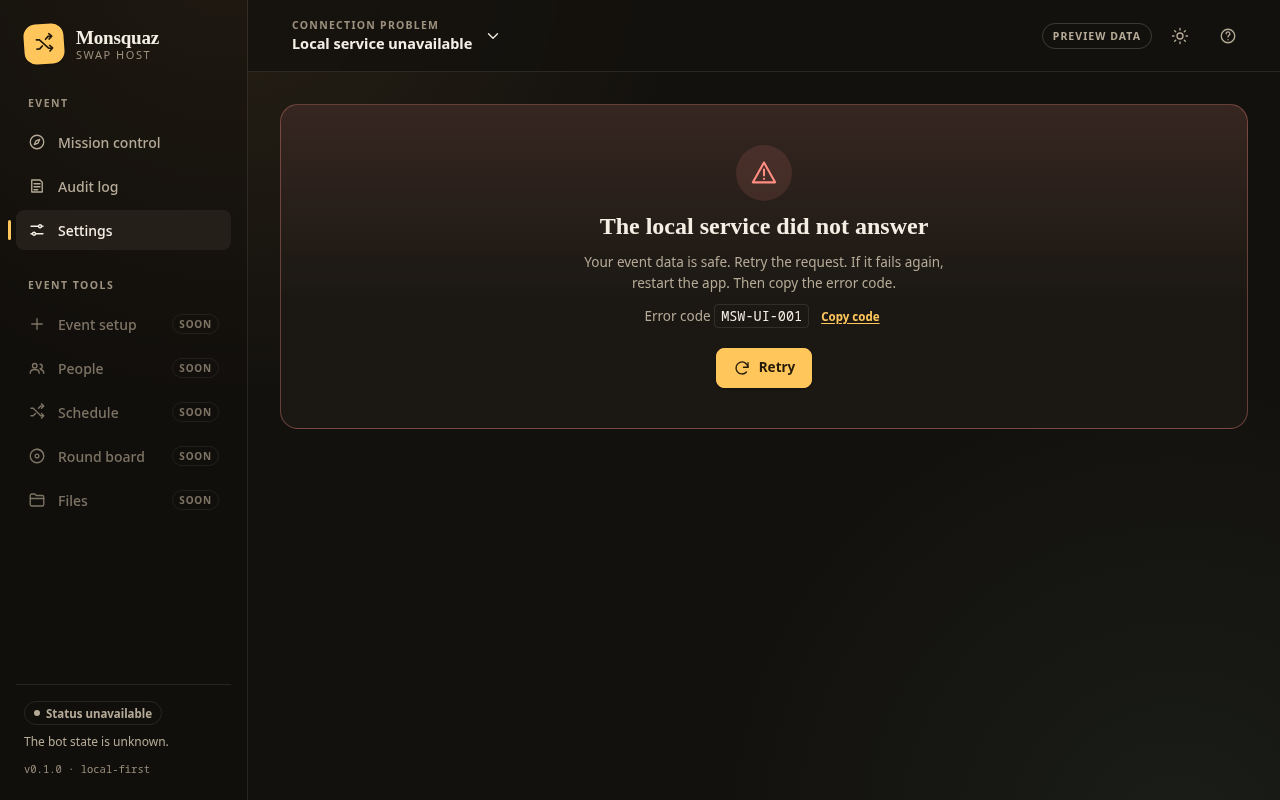 Monsquaz
SWAP HOST
EVENT
Mission control
Audit log
Settings
EVENT TOOLS
Event setup SOON
People SOON
Schedule SOON
Round board SOON
Files SOON
Status unavailable
The bot state is unknown.
v0.1.0 · local-first
CONNECTION PROBLEM
Local service unavailable
PREVIEW DATA
The local service did not answer
Your event data is safe. Retry the request. If it fails again,
restart the app. Then copy the error code.
Error code MSW-UI-001 Copy code
Retry